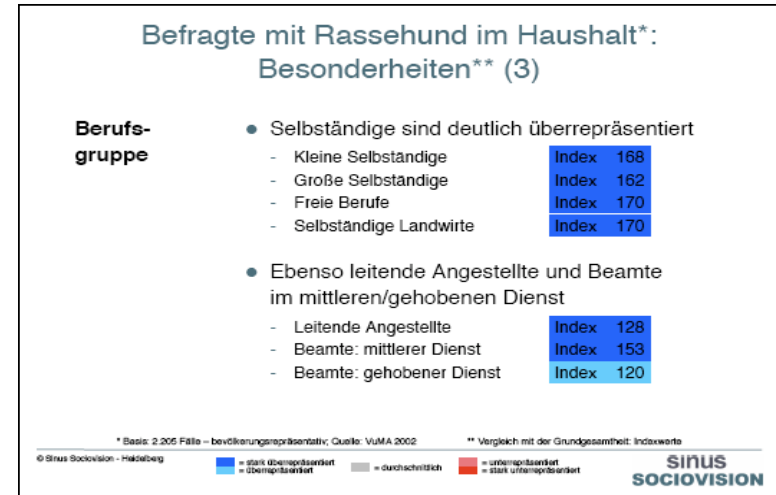 Befragte mit Rassehund im Haushalt*:
Besonderheiten** (3)
Berufs-
gruppe
● Selbständige sind deutlich überrepräsentiert
- Kleine Selbständige Index 168
- Große Selbständige Index 162
- Freie Berufe Index 170
- Selbständige Landwirte Index 170
● Ebenso leitende Angestellte und Beamte
im mittleren/gehobenen Dienst
- Leitende Angestellte Index 128
- Beamte: mittlerer Dienst Index 153
- Beamte: gehobener Dienst Index 120
* Basis: 2.205 Fälle – bevölkerungsrepräsentativ; Quelle: VuMA 2002 ** Vergleich mit der Grundgesamtheit: Indexwerte
© Sinus Sociovision - Heidelberg
= stark überrepräsentiert
= überrepräsentiert
= durchschnittlich
= unterrepräsentiert
= stark unterrepräsentiert
sinus
SOCIOVISION